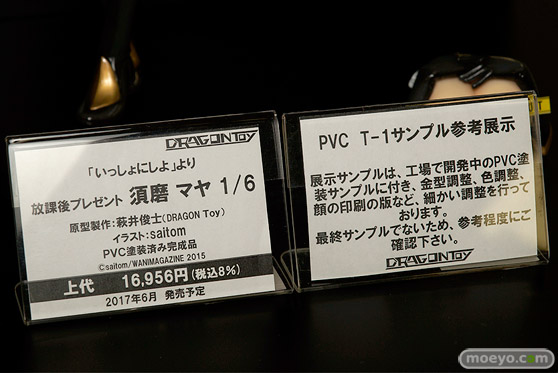 DRAGONTOY
「いっしょにしよ」より
放課後プレゼント 須磨 マヤ 1/6
原型製作:萩井俊士(DRAGON Toy)
イラスト:saitom
PVC塗装済み完成品
©saitom/WANIMAGAZINE 2015
上代 16,956円(税込8%)
2017年6月 発売予定
PVC T-1サンプル参考展示
展示サンプルは、工場で開発中のPVC塗
装サンプルに付き、金型調整、色調整、
顔の印刷の版など、細かい調整を行って
おります。
最終サンプルでないため、参考程度にご
確認下さい。
DRAGONTOY
moeyo.com